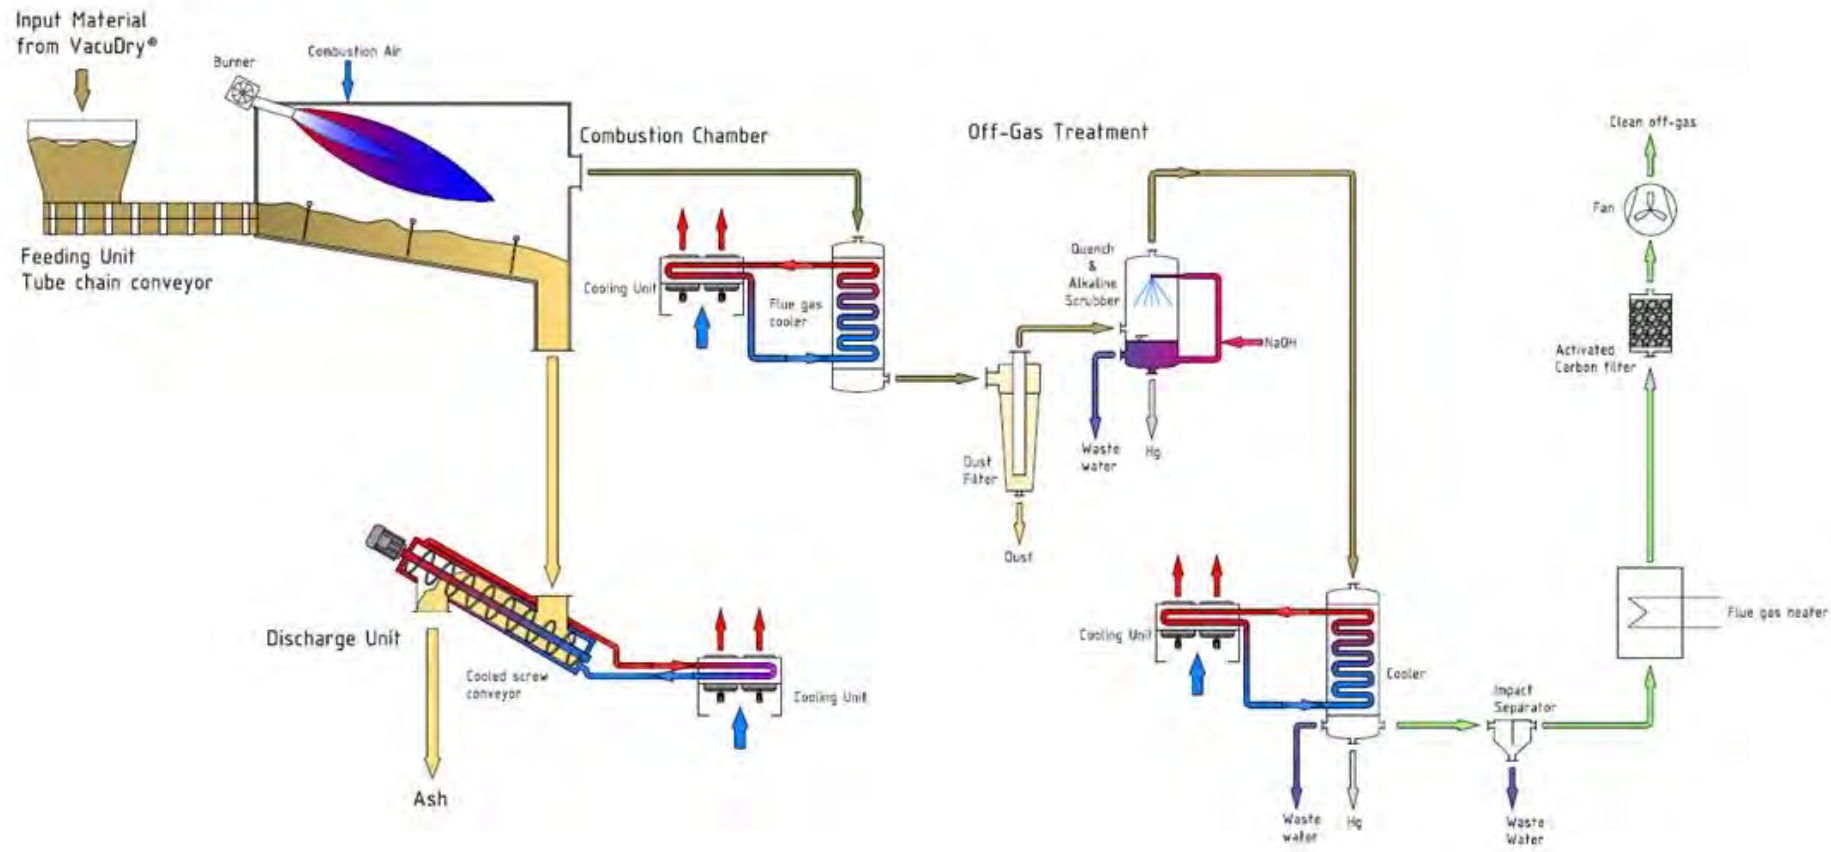 Input Material
from VacuDry®
Burner
Combustion Air
Combustion Chamber
Off-Gas Treatment
Clean off-gas
Fan
Feeding Unit
Tube chain conveyor
Cooling Unit
Flue gas
cooler
Quench
&
Alkaline
Scrubber
NaOH
Activated
Carbon filter
Waste
water
Hg
Dust
Filter
Dust
Discharge Unit
Cooled screw
conveyor
Cooling Unit
Ash
Cooling Unit
Cooler
Impact
Separator
Flue gas heater
Waste
water
Hg
Waste
Water